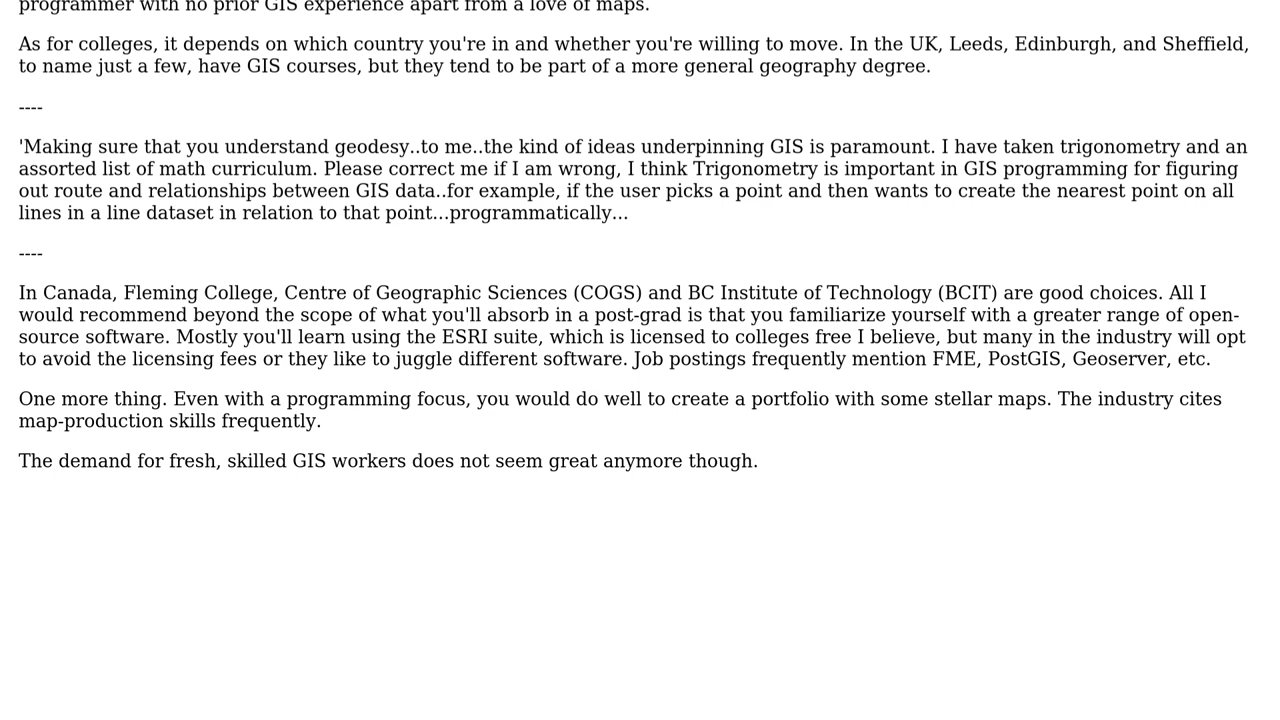 programmer with no prior GIS experience apart from a love of maps.
As for colleges, it depends on which country you're in and whether you're willing to move. In the UK, Leeds, Edinburgh, and Sheffield,
to name just a few, have GIS courses, but they tend to be part of a more general geography degree.
----
'Making sure that you understand geodesy..to me..the kind of ideas underpinning GIS is paramount. I have taken trigonometry and an
assorted list of math curriculum. Please correct me if I am wrong, I think Trigonometry is important in GIS programming for figuring
out route and relationships between GIS data..for example, if the user picks a point and then wants to create the nearest point on all
lines in a line dataset in relation to that point...programmatically...
----
In Canada, Fleming College, Centre of Geographic Sciences (COGS) and BC Institute of Technology (BCIT) are good choices. All I
would recommend beyond the scope of what you'll absorb in a post-grad is that you familiarize yourself with a greater range of open-
source software. Mostly you'll learn using the ESRI suite, which is licensed to colleges free I believe, but many in the industry will opt
to avoid the licensing fees or they like to juggle different software. Job postings frequently mention FME, PostGIS, Geoserver, etc.
One more thing. Even with a programming focus, you would do well to create a portfolio with some stellar maps. The industry cites
map-production skills frequently.
The demand for fresh, skilled GIS workers does not seem great anymore though.